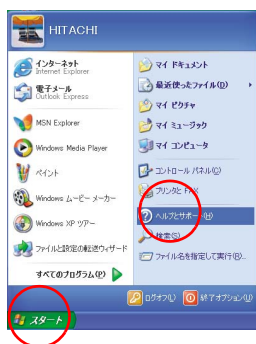 HITACHI
インターネット
Internet Explorer
電子メール
Outlook Express
MSN Explorer
Windows Media Player
ペイント
Windows ムービー メーカー
Windows XP ツアー
ファイルと設定の転送ウィザード
すべてのプログラム(P)
マイ ドキュメント
最近使ったファイル(D)
マイ ピクチャ
マイ ミュージック
マイ コンピュータ
コントロール パネル(C)
プリンタと FAX
ヘルプとサポート(H)
検索(S)
ファイル名を指定して実行(R)...
ログオフ(L)
終了オプション(U)
スタート